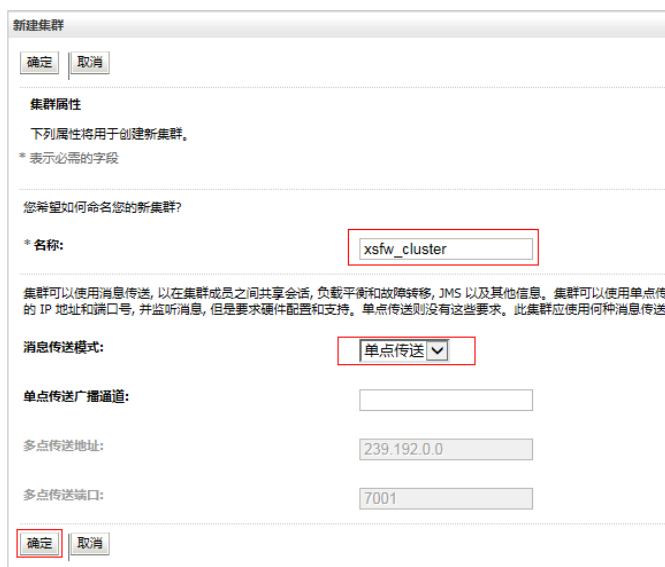 新建集群
确定 取消
集群属性
下列属性将用于创建新集群。
* 表示必需的字段
您希望如何命名您的新集群?
* 名称: xsfw_cluster
集群可以使用消息传送, 以在集群成员之间共享会话, 负载平衡和故障转移, JMS 以及其他信息。集群可以使用单点传
的 IP 地址和端口号, 并监听消息, 但是要求硬件配置和支持。单点传送则没有这些要求。此集群应使用何种消息传送
消息传送模式: 单点传送
单点传送广播通道:
多点传送地址: 239.192.0.0
多点传送端口: 7001
确定 取消